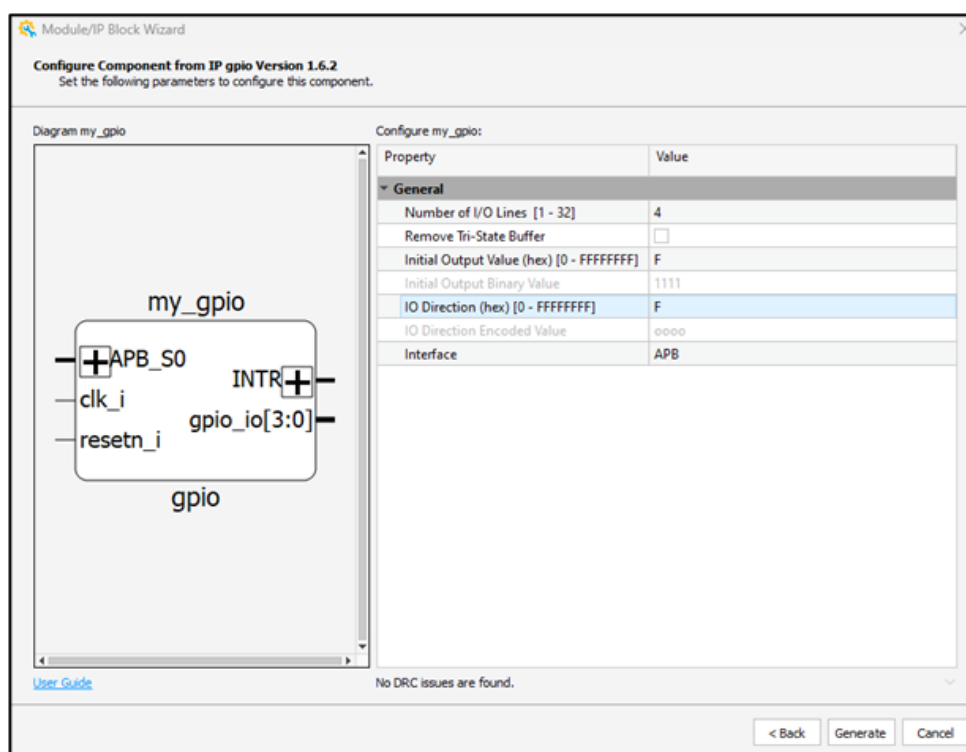 Module/IP Block Wizard
Configure Component from IP gpio Version 1.6.2
Set the following parameters to configure this component.
Diagram my_gpio
my_gpio
APB_S0
clk_i
resetn_i
INTR
gpio_io[3:0]
gpio
User Guide
Configure my_gpio:
Property Value
General
Number of I/O Lines [1 - 32] 4
Remove Tri-State Buffer
Initial Output Value (hex) [0 - FFFFFFFF] F
Initial Output Binary Value 1111
IO Direction (hex) [0 - FFFFFFFF] F
IO Direction Encoded Value oooo
Interface APB
No DRC issues are found.
< Back Generate Cancel